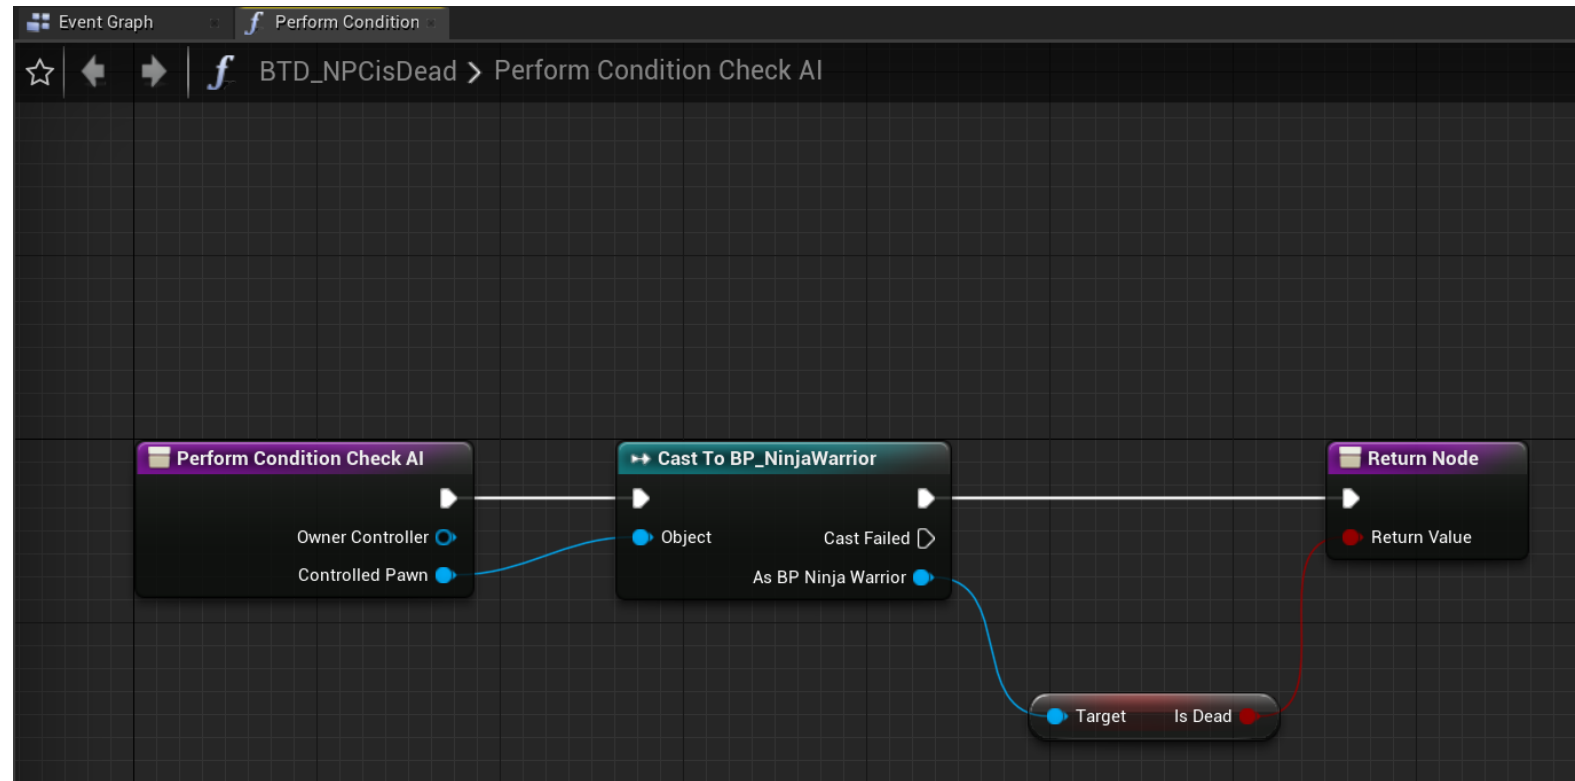 Event Graph
Perform Condition
BTD_NPCisDead > Perform Condition Check AI
Perform Condition Check AI
Owner Controller
Controlled Pawn
Cast To BP_NinjaWarrior
Object
Cast Failed
As BP Ninja Warrior
Return Node
Return Value
Target Is Dead